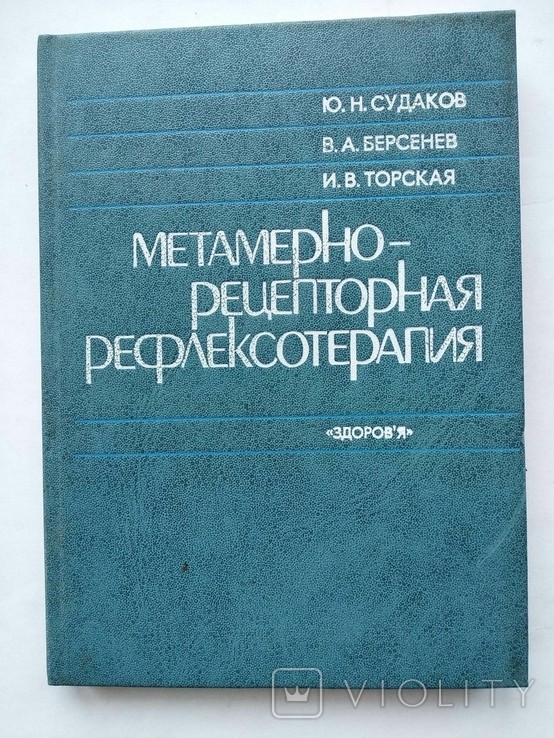 Ю. Н. СУДАКОВ
В. А. БЕРСЕНЕВ
И. В. ТОРСКАЯ
МЕТАМЕРНО-
РЕЦЕПТОРНАЯ
РЕФЛЕКСОТЕРАПИЯ
«ЗДОРОВ'Я»
VIOLITY